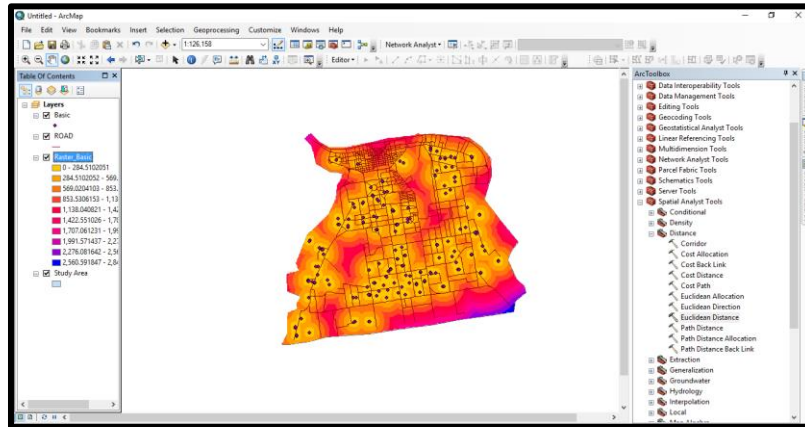 Untitled - ArcMap
File Edit View Bookmarks Insert Selection Geoprocessing Customize Windows Help
1:126,158
Network Analyst
Editor
Table Of Contents
Layers
Basic
ROAD
Raster_Basic
0 - 284.5102051
284.5102052 - 569.
569.0204103 - 853.
853.5306153 - 1,13
1,138.040821 - 1,42
1,422.551026 - 1,70
1,707.061231 - 1,99
1,991.571437 - 2,27
2,276.081642 - 2,56
2,560.591847 - 2,84
Study Area
ArcToolbox
Data Interoperability Tools
Data Management Tools
Editing Tools
Geocoding Tools
Geostatistical Analyst Tools
Linear Referencing Tools
Multidimension Tools
Network Analyst Tools
Parcel Fabric Tools
Schematics Tools
Server Tools
Spatial Analyst Tools
Conditional
Density
Distance
Corridor
Cost Allocation
Cost Back Link
Cost Distance
Cost Path
Euclidean Allocation
Euclidean Direction
Euclidean Distance
Path Distance
Path Distance Allocation
Path Distance Back Link
Extraction
Generalization
Groundwater
Hydrology
Interpolation
Local